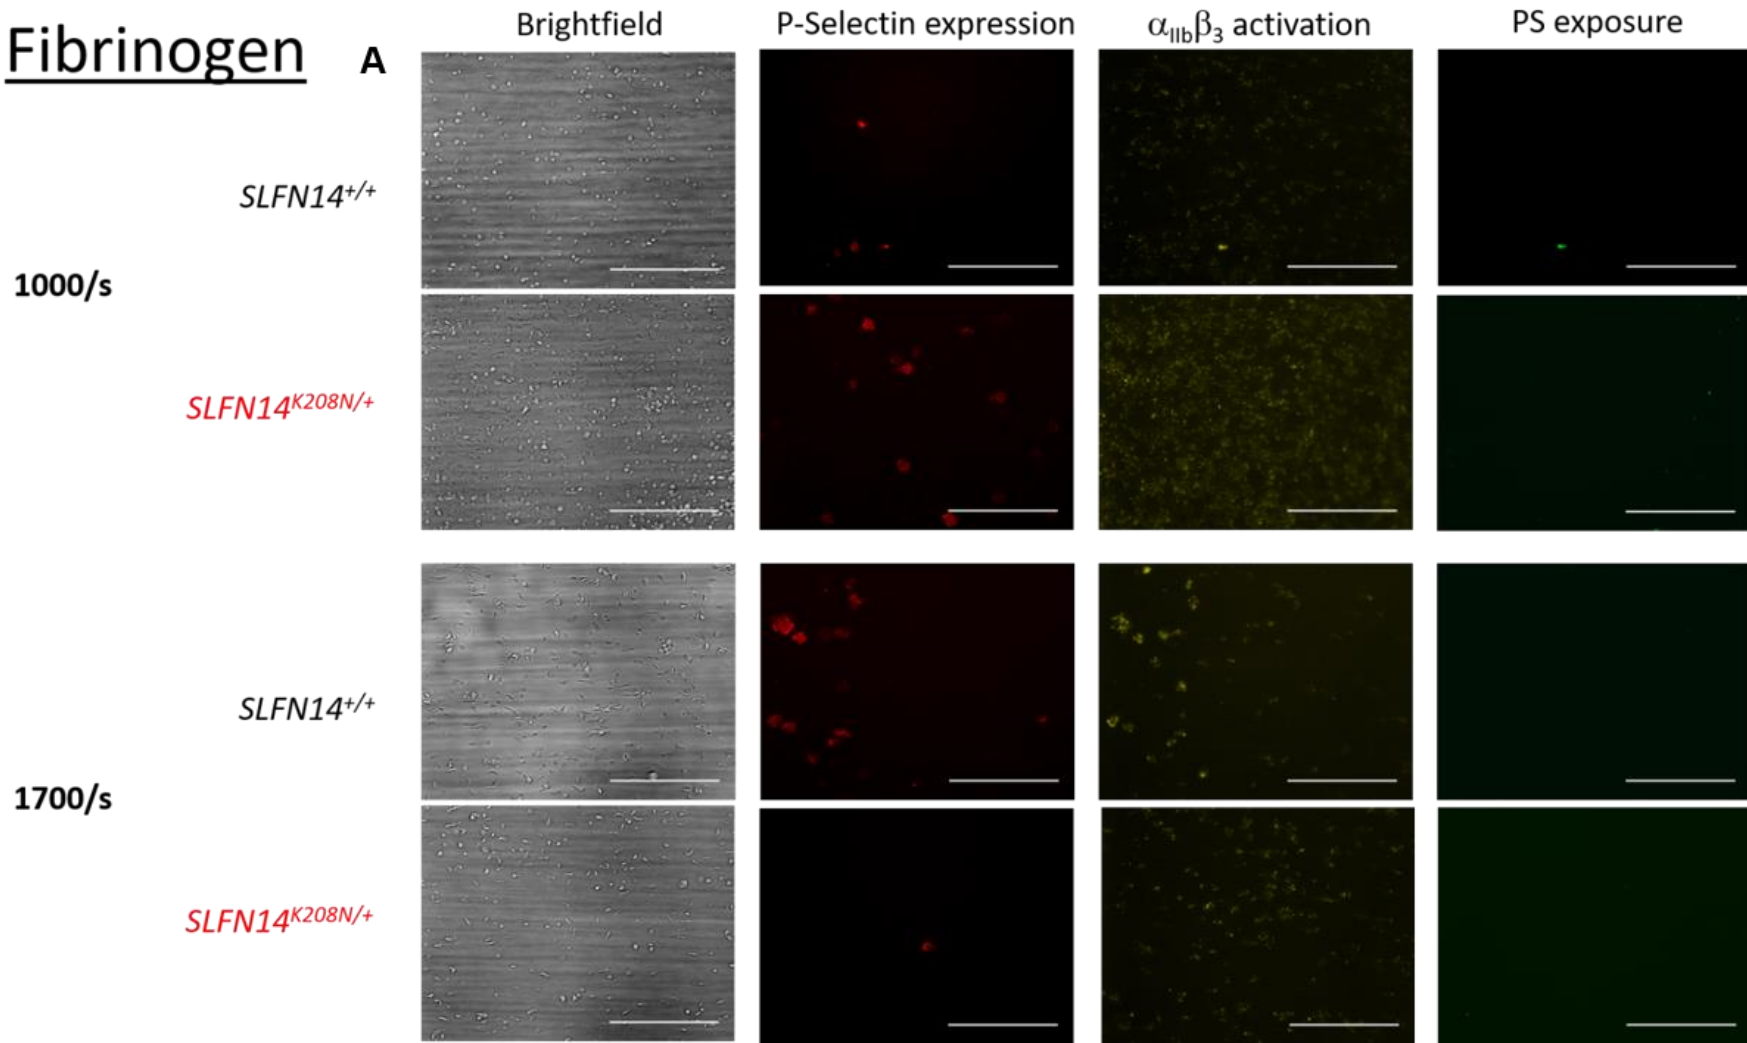 Fibrinogen
A
Brightfield P-Selectin expression αIIbβ3 activation PS exposure
SLFN14+/+
1000/s
SLFN14K208N/+
SLFN14+/+
1700/s
SLFN14K208N/+